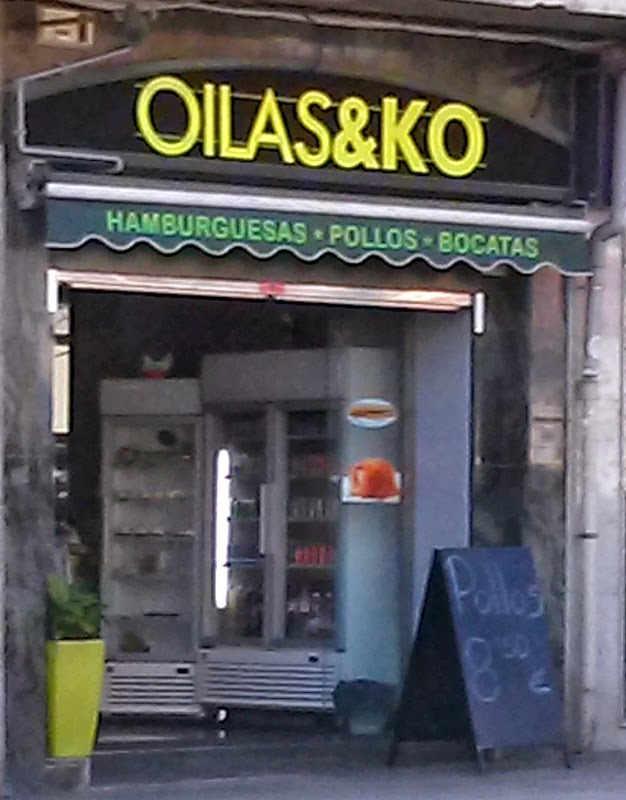 OILAS&KO
HAMBURGUESAS * POLLOS * BOCATAS
Pollos
8'50
€